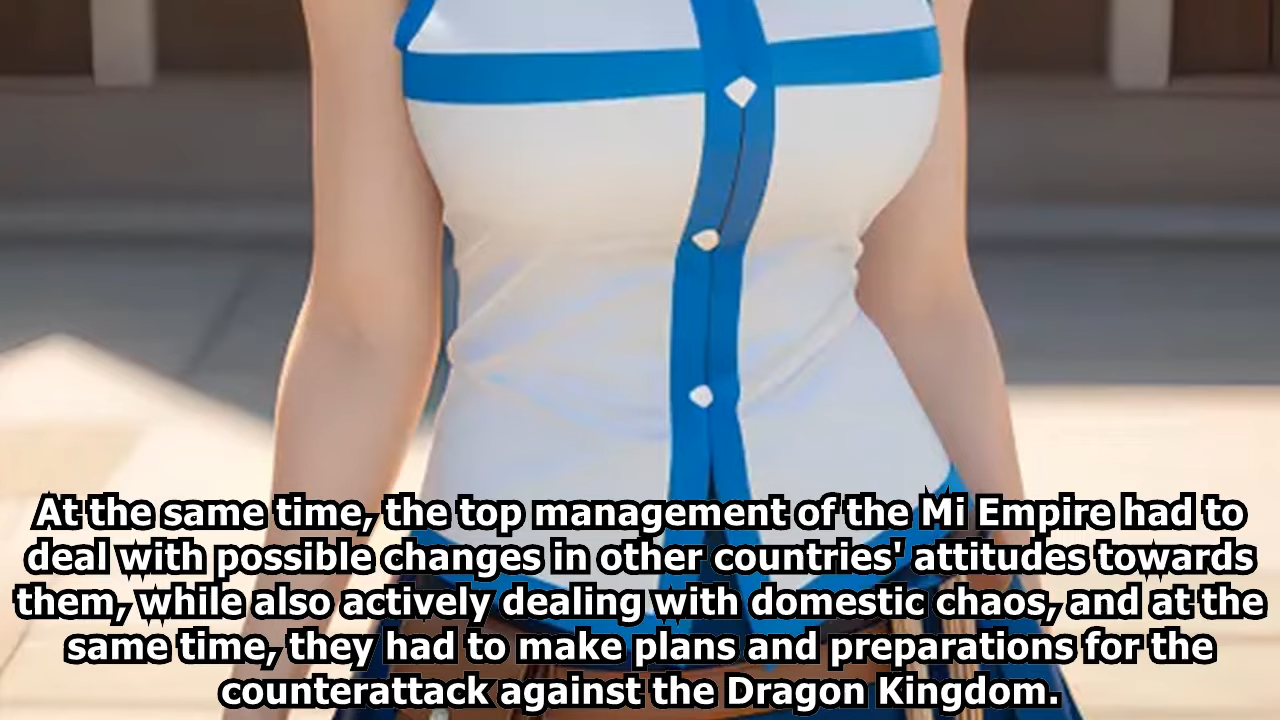 At the same time, the top management of the Mi Empire had to
deal with possible changes in other countries' attitudes towards
them, while also actively dealing with domestic chaos, and at the
same time, they had to make plans and preparations for the
counterattack against the Dragon Kingdom.